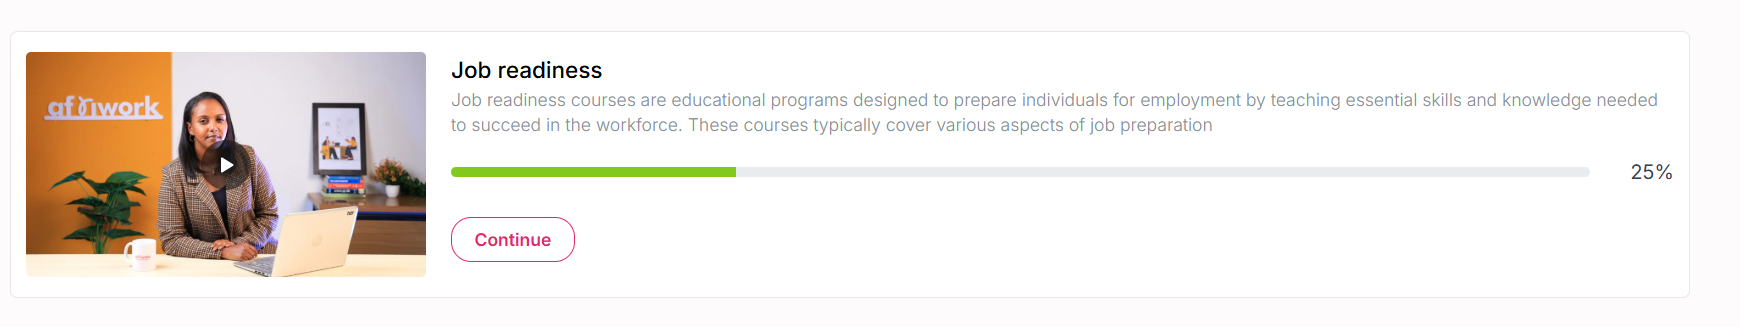 afriwork
Job readiness
Job readiness courses are educational programs designed to prepare individuals for employment by teaching essential skills and knowledge needed
to succeed in the workforce. These courses typically cover various aspects of job preparation
25%
Continue